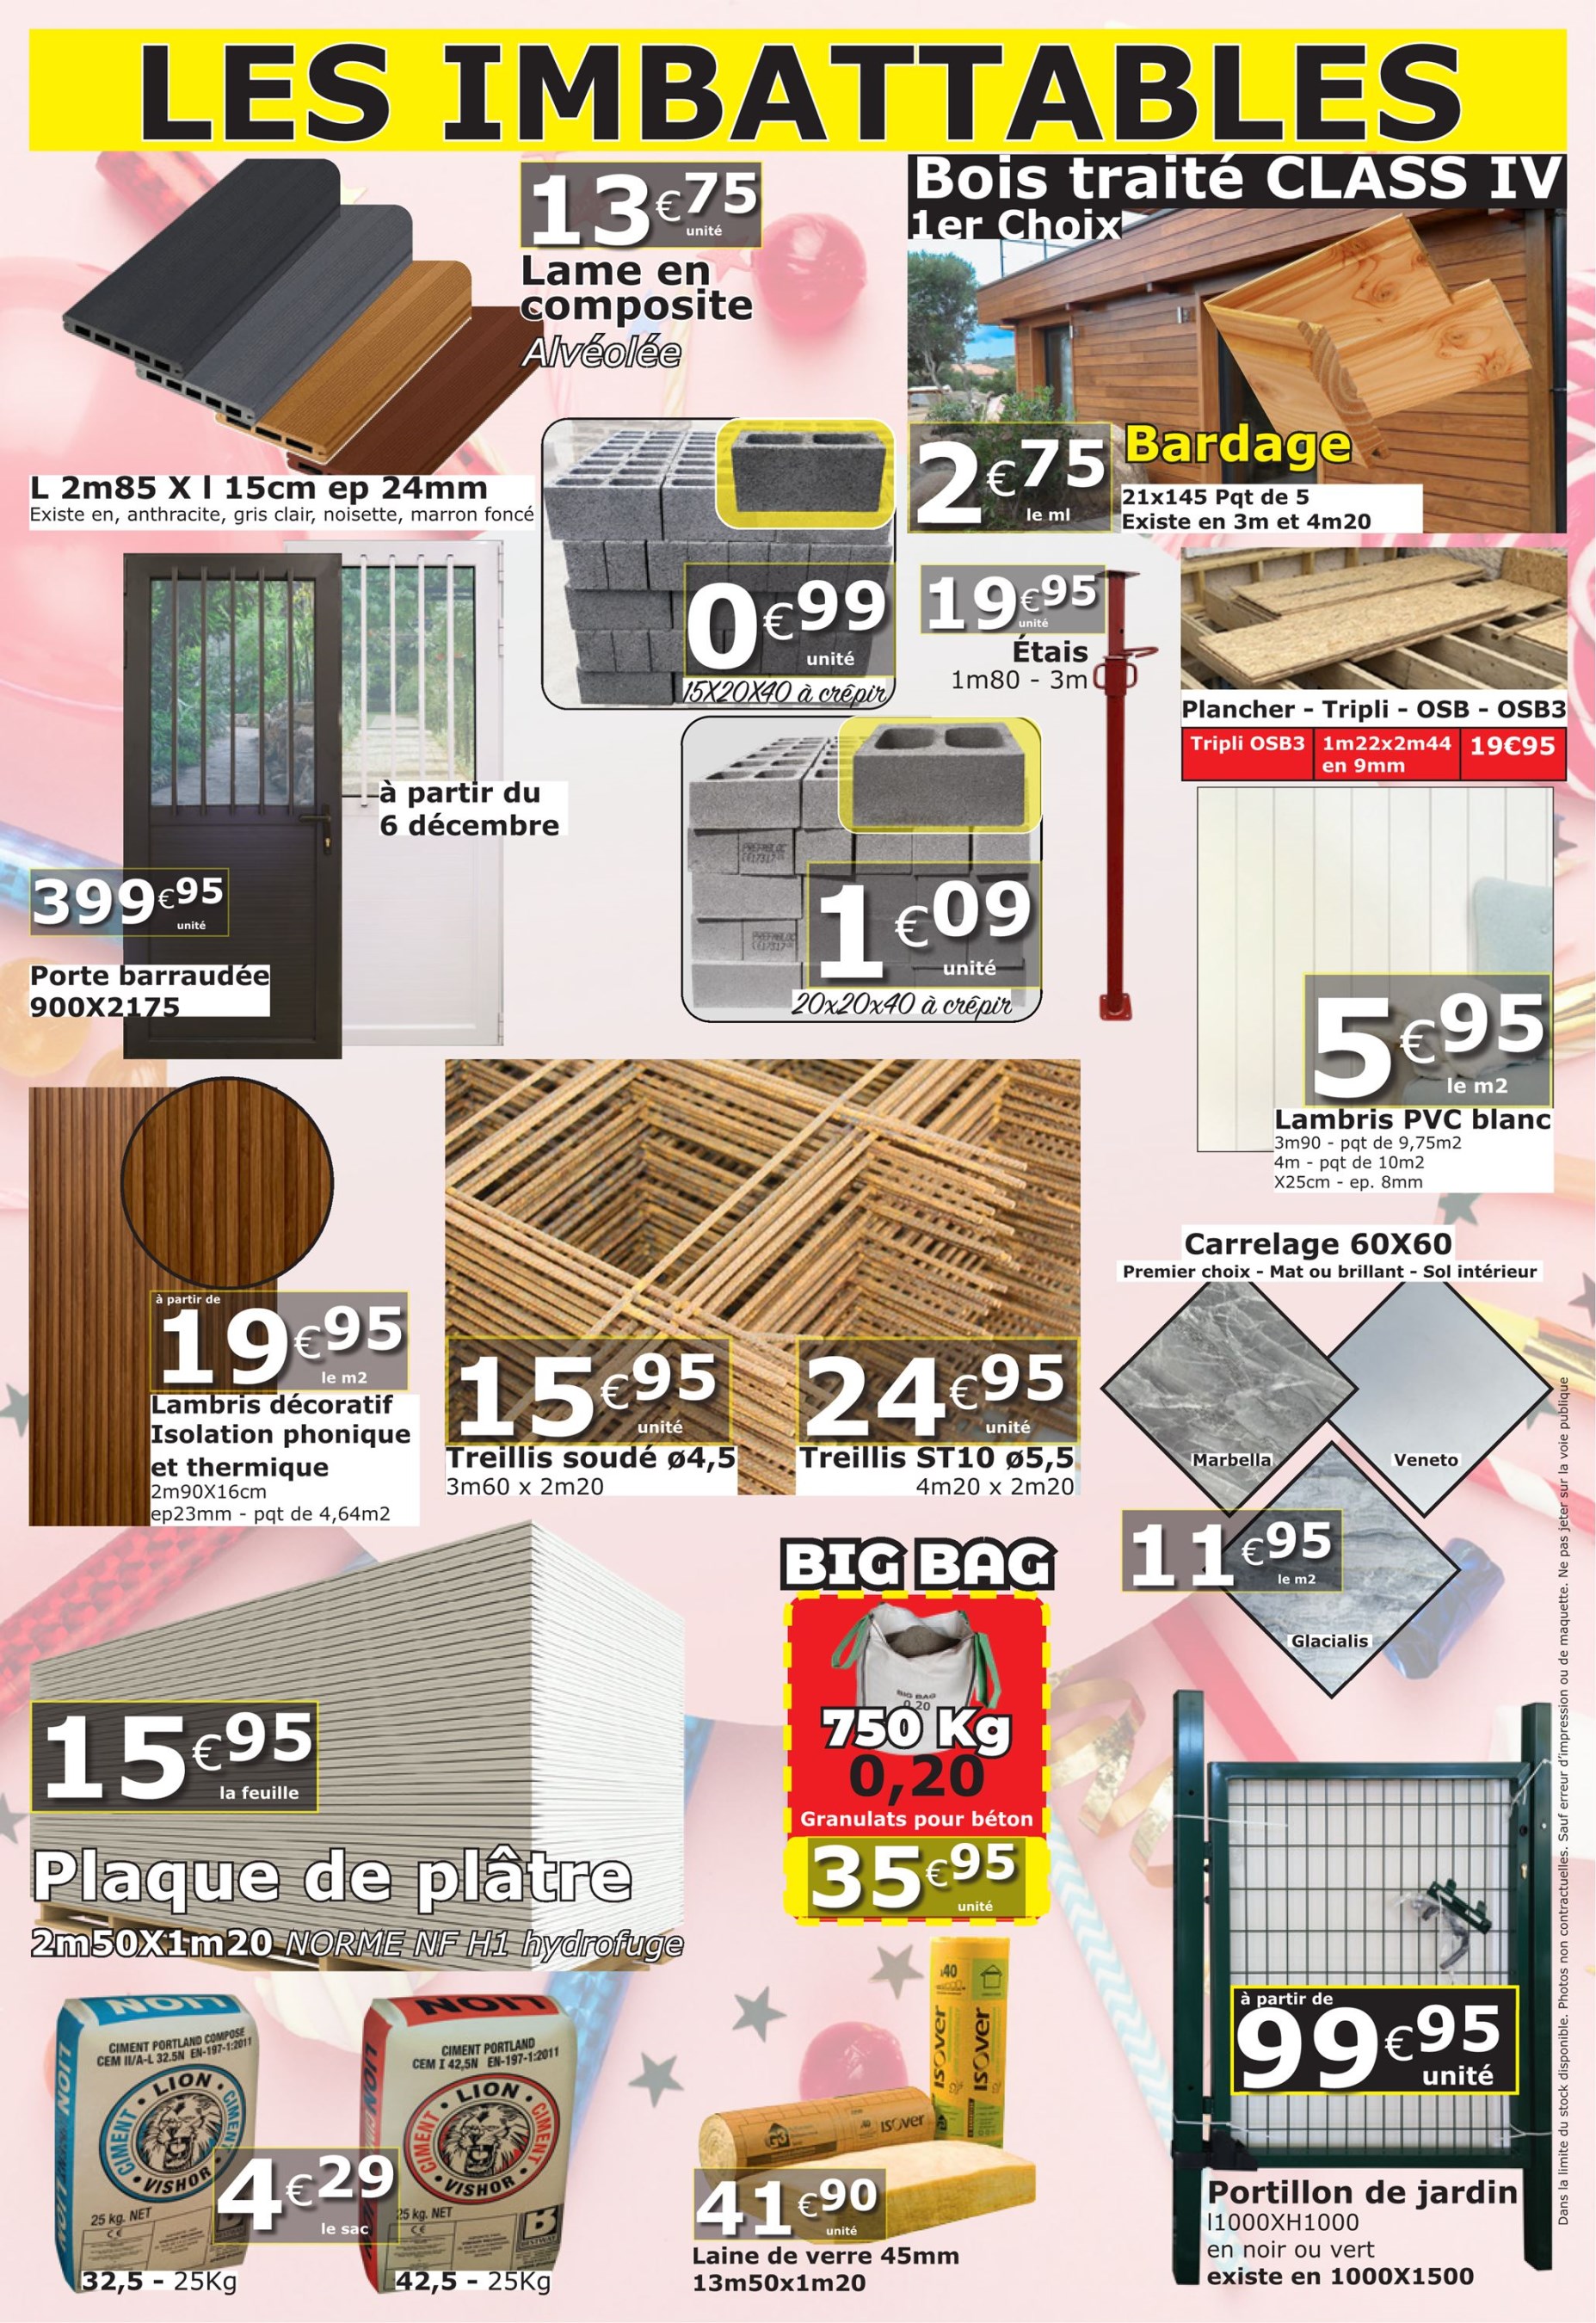 LES IMBATTABLES
13€75
unité
Lame en
composite
Alvéolée
L 2m85 X l 15cm ep 24mm
Existe en, anthracite, gris clair, noisette, marron foncé
Bois traité CLASS IV
1er Choix
2€75
le ml
Bardage
21x145 Pqt de 5
Existe en 3m et 4m20
0€99
unité
15X20X40 à crêpir
19€95
unité
Étais
1m80 - 3m
Plancher - Tripli - OSB - OSB3
Tripli OSB3 1m22x2m44 19€95
en 9mm
à partir du
6 décembre
399€95
unité
Porte barraudée
900X2175
1€09
unité
20x20x40 à crêpir
5€95
le m2
Lambris PVC blanc
3m90 - pqt de 9,75m2
4m - pqt de 10m2
X25cm - ep. 8mm
à partir de
19€95
le m2
Lambris décoratif
Isolation phonique
et thermique
2m90X16cm
ep23mm - pqt de 4,64m2
15€95
unité
Treillis soudé ø4,5
3m60 x 2m20
24€95
unité
Treillis ST10 ø5,5
4m20 x 2m20
Carrelage 60X60
Premier choix - Mat ou brillant - Sol intérieur
Marbella
Veneto
11€95
le m2
Glacialis
15€95
la feuille
Plaque de plâtre
2m50X1m20 NORME NF H1 hydrofuge
BIG BAG
BIG BAG
0.20
750 Kg
0,20
Granulats pour béton
35€95
unité
LION
CIMENT PORTLAND COMPOSÉ
CEM II/A-L 32.5N EN-197-1:2011
LION
CIMENT
CIMENT
VISHOR
25 kg. NET
32,5 - 25Kg
4€29
le sac
LION
CIMENT PORTLAND
CEM I 42,5N EN-197-1:2011
LION
CIMENT
CIMENT
VISHOR
25 kg. NET
42,5 - 25Kg
isover
isover
isover
41€90
unité
Laine de verre 45mm
13m50x1m20
à partir de
99€95
unité
Portillon de jardin
l1000XH1000
en noir ou vert
existe en 1000X1500
Dans la limite du stock disponible. Photos non contractuelles. Sauf erreur d'impression ou de maquette. Ne pas jeter sur la voie publique